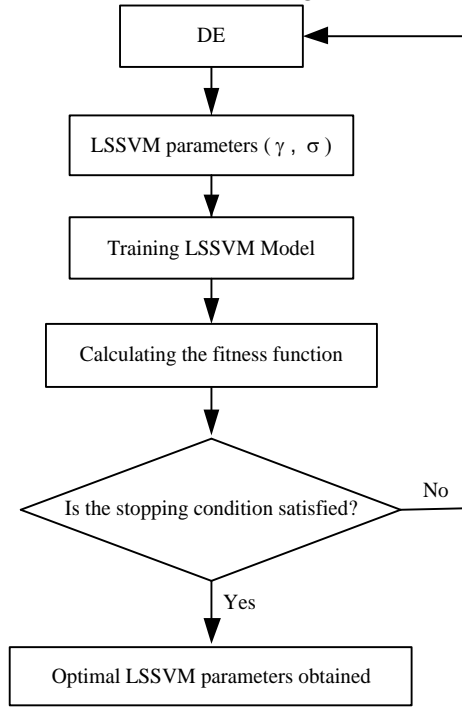 DE
LSSVM parameters ( γ , σ )
Training LSSVM Model
Calculating the fitness function
Is the stopping condition satisfied?
No
Yes
Optimal LSSVM parameters obtained